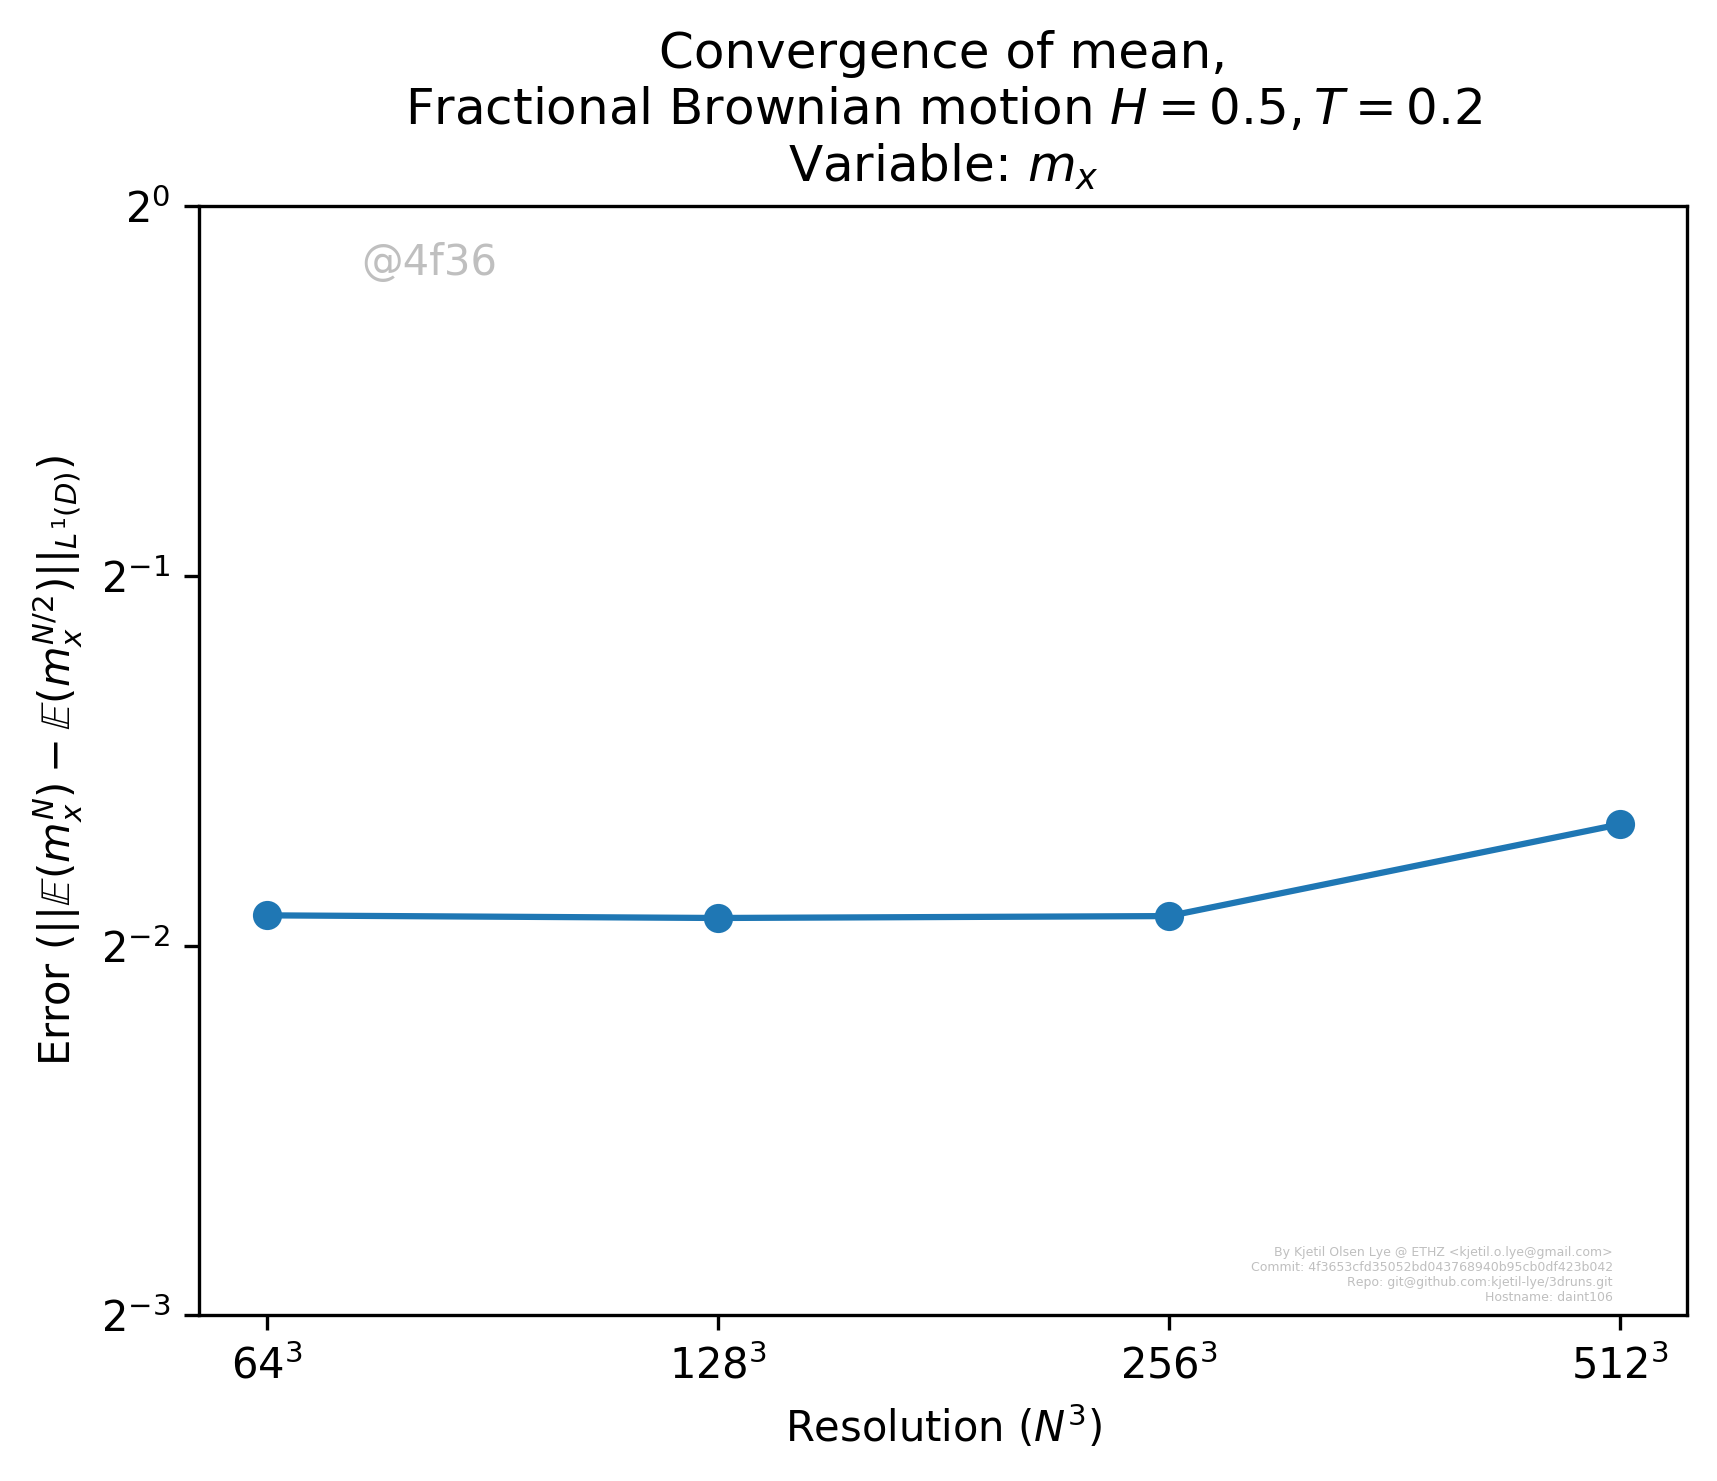 Convergence of mean,
Fractional Brownian motion H = 0.5, T = 0.2
Variable: m_x
2^0
@4f36
2^−1
2^−2
2^−3
Error (||𝔼(m_x^N) − 𝔼(m_x^{N/2})||_{L^1(D)})
By Kjetil Olsen Lye @ ETHZ <kjetil.o.lye@gmail.com>
Commit: 4f3653cfd35052bd043768940b95cb0df423b042
Repo: git@github.com:kjetil-lye/3druns.git
Hostname: daint106
64^3 128^3 256^3 512^3
Resolution (N^3)